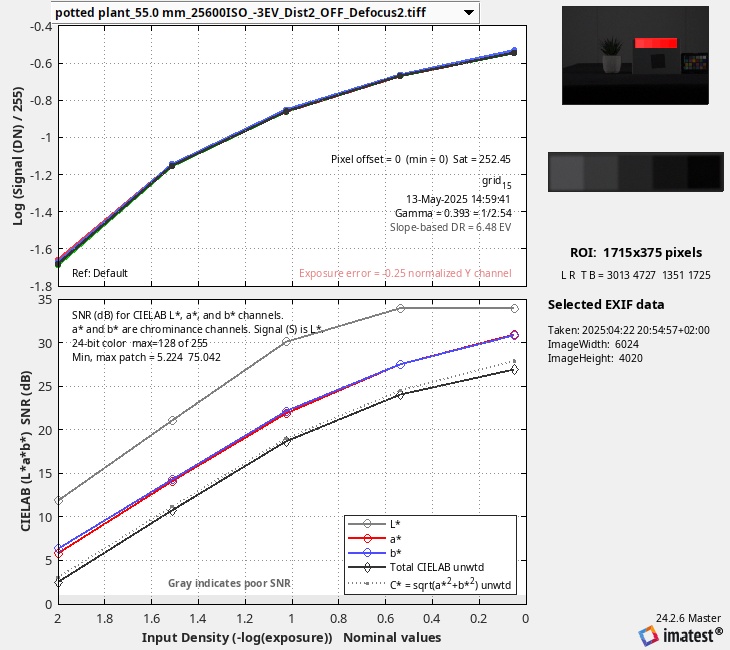 potted plant_55.0 mm_25600ISO_-3EV_Dist2_OFF_Defocus2.tiff
-0.4
-0.6
-0.8
-1
-1.2
-1.4
-1.6
-1.8
Log (Signal (DN) / 255)
Pixel offset = 0 (min = 0) Sat = 252.45
grid15
13-May-2025 14:59:41
Gamma = 0.393 = 1/2.54
Slope-based DR = 6.48 EV
Ref: Default
Exposure error = -0.25 normalized Y channel
35
30
25
20
15
10
5
0
CIELAB (L*a*b*) SNR (dB)
SNR (dB) for CIELAB L*, a*, and b* channels.
a* and b* are chrominance channels. Signal (S) is L*.
24-bit color max=128 of 255
Min, max patch = 5.224 75.042
L*
a*
b*
Total CIELAB unwtd
C* = sqrt(a*2+b*2) unwtd
Gray indicates poor SNR
2
1.8
1.6
1.4
1.2
1
0.8
0.6
0.4
0.2
0
Input Density (-log(exposure)) Nominal values
ROI: 1715x375 pixels
L R T B = 3013 4727 1351 1725
Selected EXIF data
Taken: 2025:04:22 20:54:57+02:00
ImageWidth: 6024
ImageHeight: 4020
24.2.6 Master
imatest®